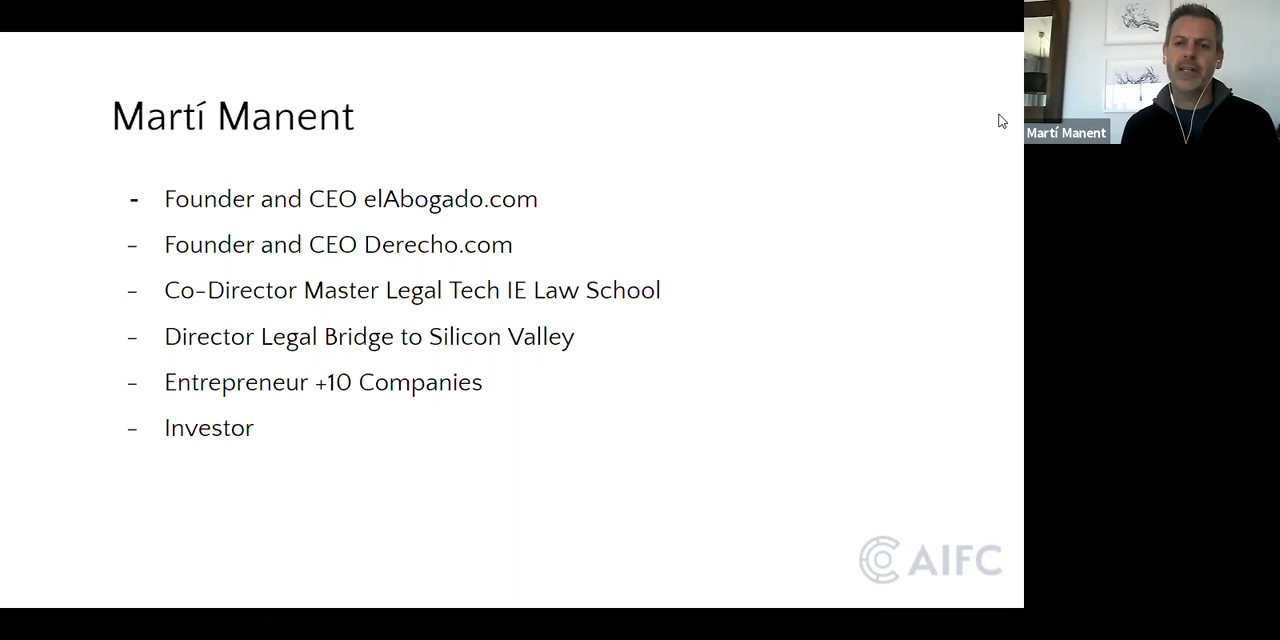 Martí Manent
- Founder and CEO elAbogado.com
- Founder and CEO Derecho.com
- Co-Director Master Legal Tech IE Law School
- Director Legal Bridge to Silicon Valley
- Entrepreneur +10 Companies
- Investor
AIFC
Martí Manent